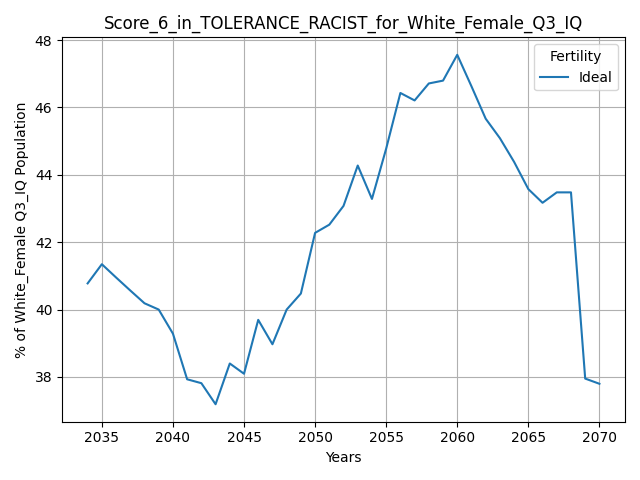 Score_6_in_TOLERANCE_RACIST_for_White_Female_Q3_IQ
Fertility
Ideal
% of White_Female Q3_IQ Population
48
46
44
42
40
38
2035 2040 2045 2050 2055 2060 2065 2070
Years